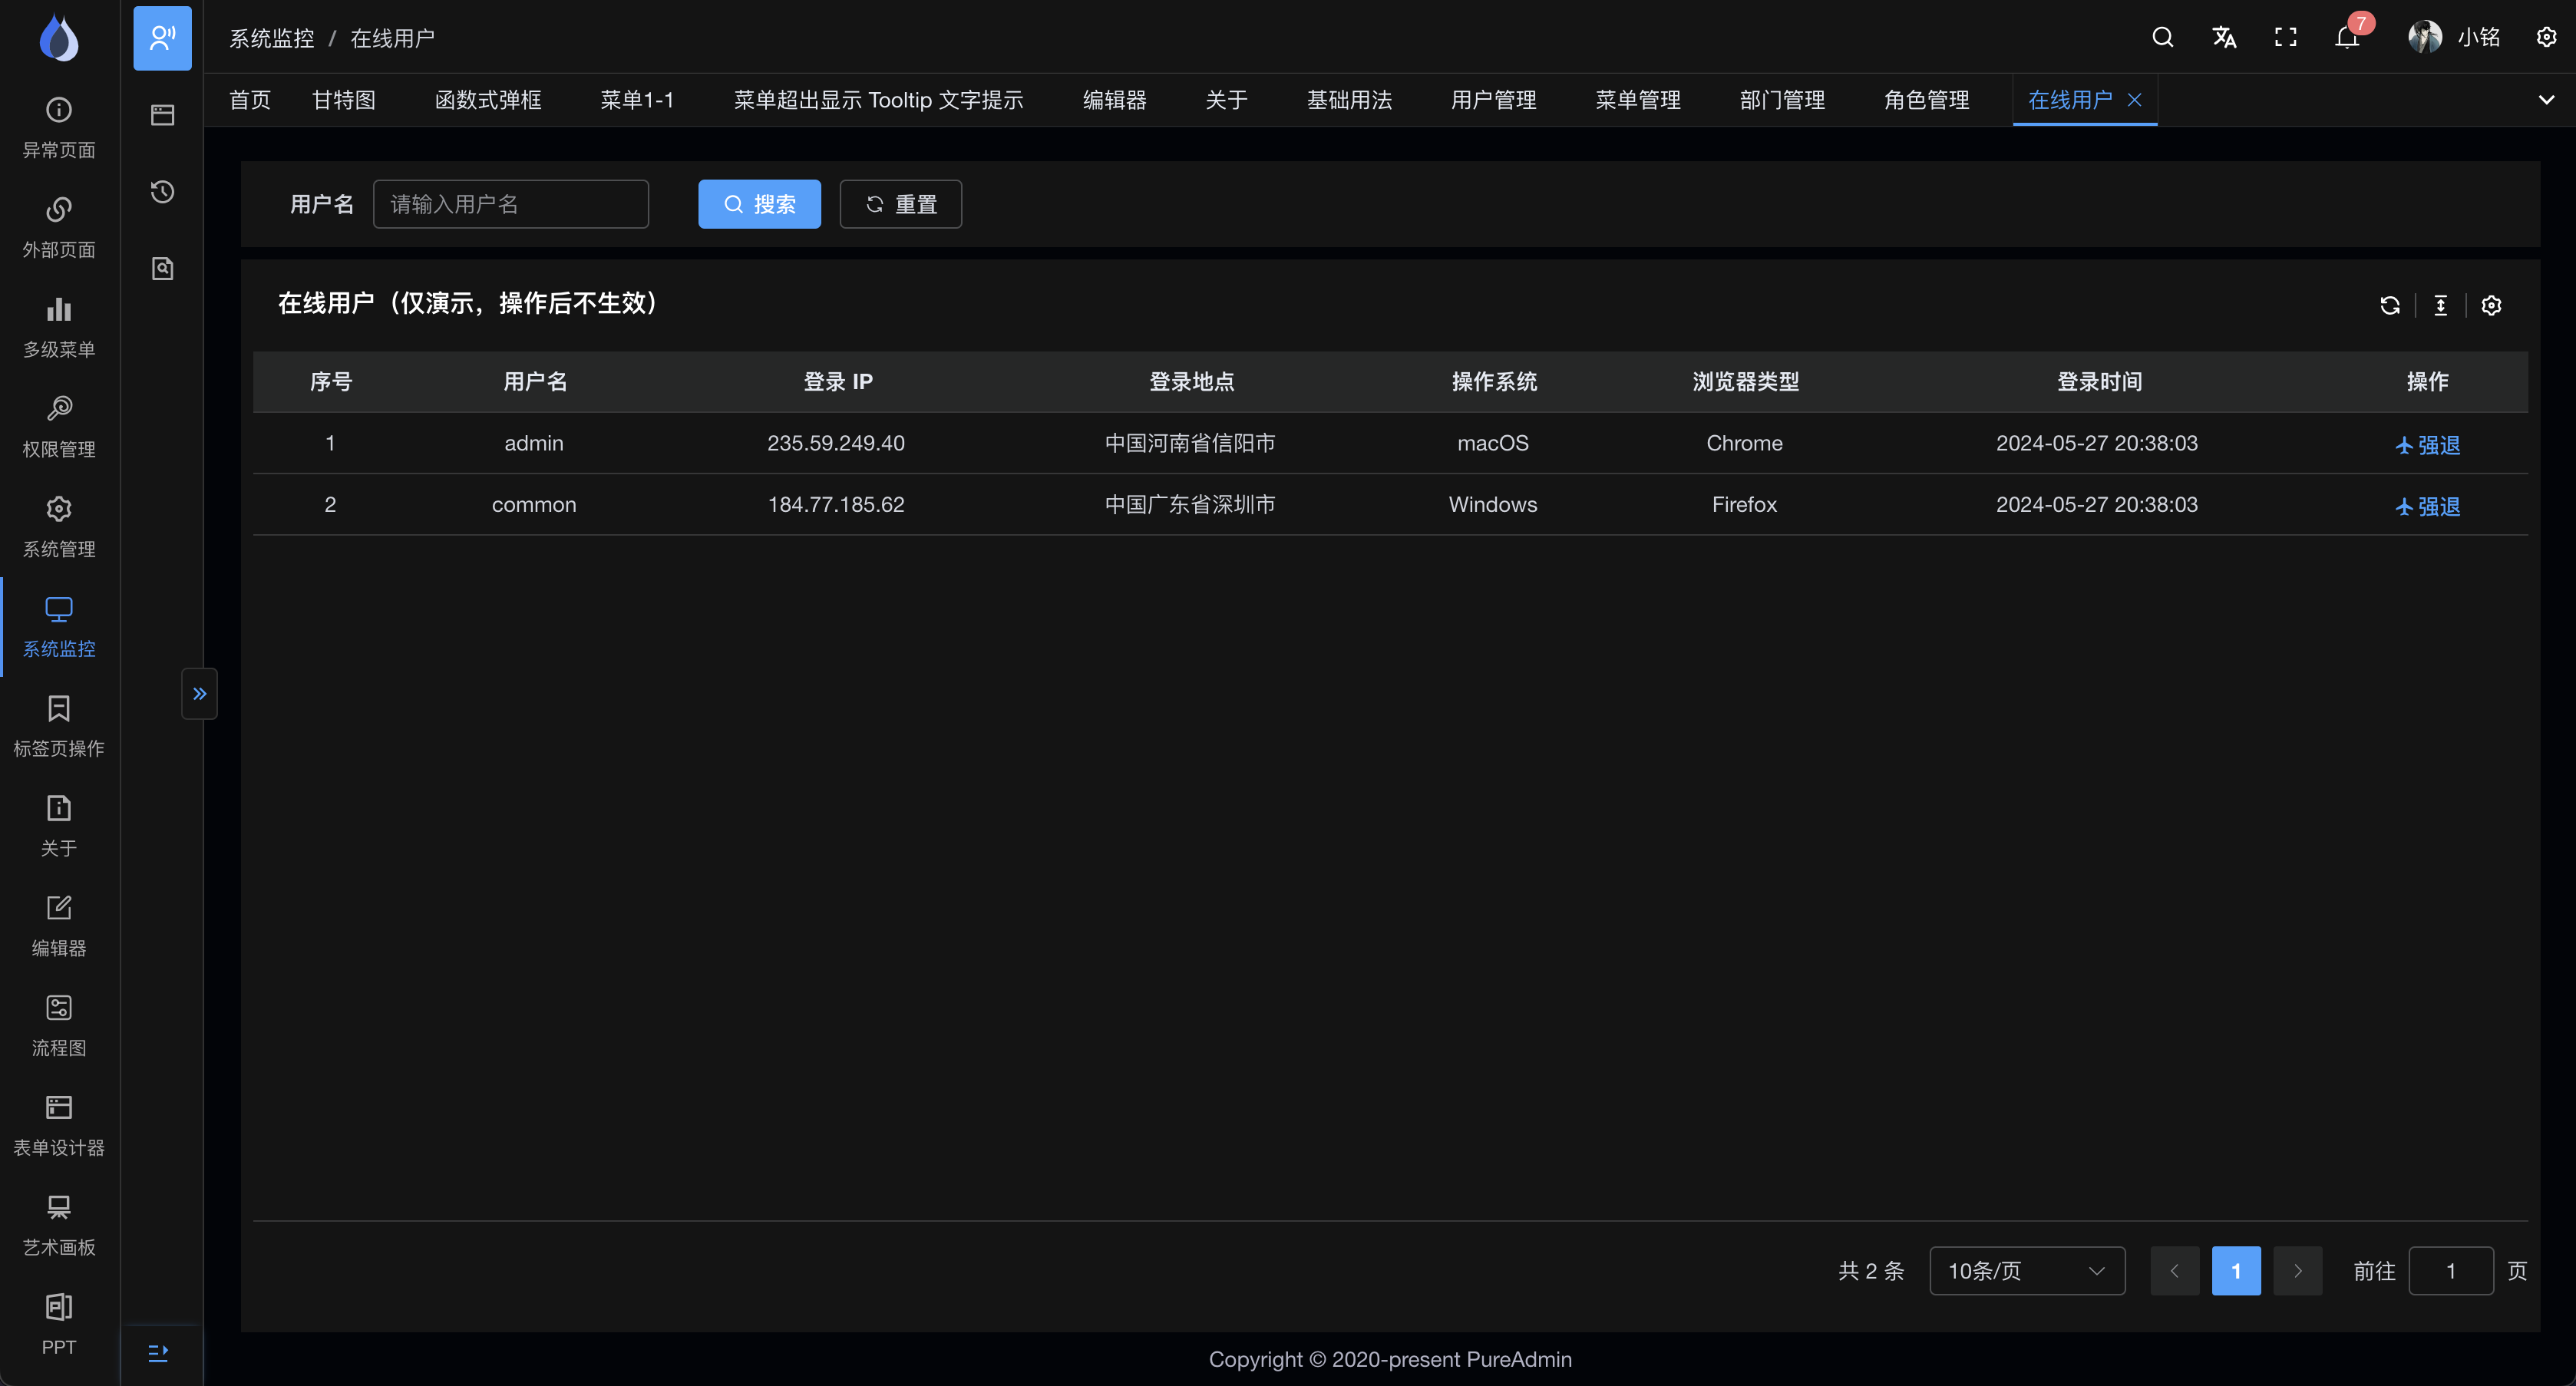 系统监控 / 在线用户
7
小铭
首页 甘特图 函数式弹框 菜单1-1 菜单超出显示 Tooltip 文字提示 编辑器 关于 基础用法 用户管理 菜单管理 部门管理 角色管理 在线用户
异常页面
外部页面
多级菜单
权限管理
系统管理
系统监控
标签页操作
关于
编辑器
流程图
表单设计器
艺术画板
PPT
用户名 请输入用户名 搜索 重置
在线用户（仅演示，操作后不生效）
序号 用户名 登录 IP 登录地点 操作系统 浏览器类型 登录时间 操作
1 admin 235.59.249.40 中国河南省信阳市 macOS Chrome 2024-05-27 20:38:03 强退
2 common 184.77.185.62 中国广东省深圳市 Windows Firefox 2024-05-27 20:38:03 强退
共 2 条 10条/页 1 前往 1 页
Copyright © 2020-present PureAdmin